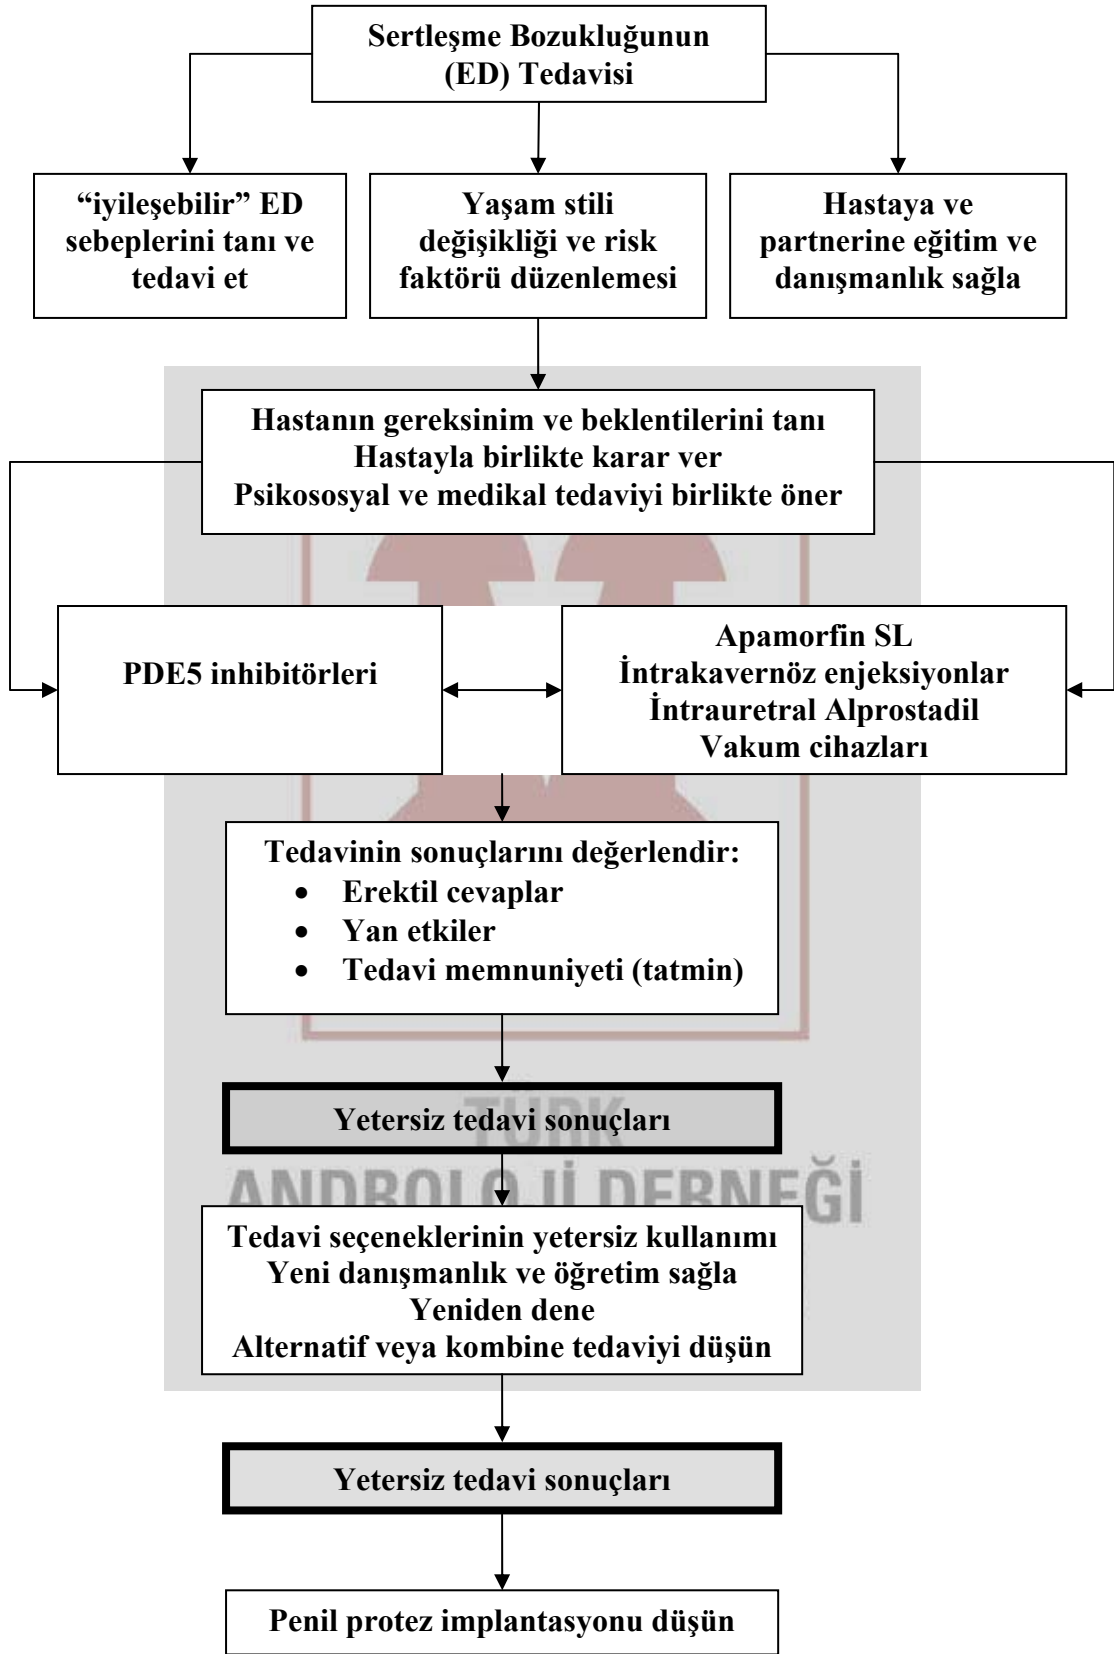 Sertleşme Bozukluğunun
(ED) Tedavisi
“iyileşebilir” ED
sebeplerini tanı ve
tedavi et
Yaşam stili
değişikliği ve risk
faktörü düzenlemesi
Hastaya ve
partnerine eğitim ve
danışmanlık sağla
Hastanın gereksinim ve beklentilerini tanı
Hastayla birlikte karar ver
Psikososyal ve medikal tedaviyi birlikte öner
PDE5 inhibitörleri
Apamorfin SL
İntrakavernöz enjeksiyonlar
İntrauretral Alprostadil
Vakum cihazları
Tedavinin sonuçlarını değerlendir:
• Erektil cevaplar
• Yan etkiler
• Tedavi memnuniyeti (tatmin)
Yetersiz tedavi sonuçları
TÜRK
ANDROLOJİ DERNEĞİ
Tedavi seçeneklerinin yetersiz kullanımı
Yeni danışmanlık ve öğretim sağla
Yeniden dene
Alternatif veya kombine tedaviyi düşün
Yetersiz tedavi sonuçları
Penil protez implantasyonu düşün